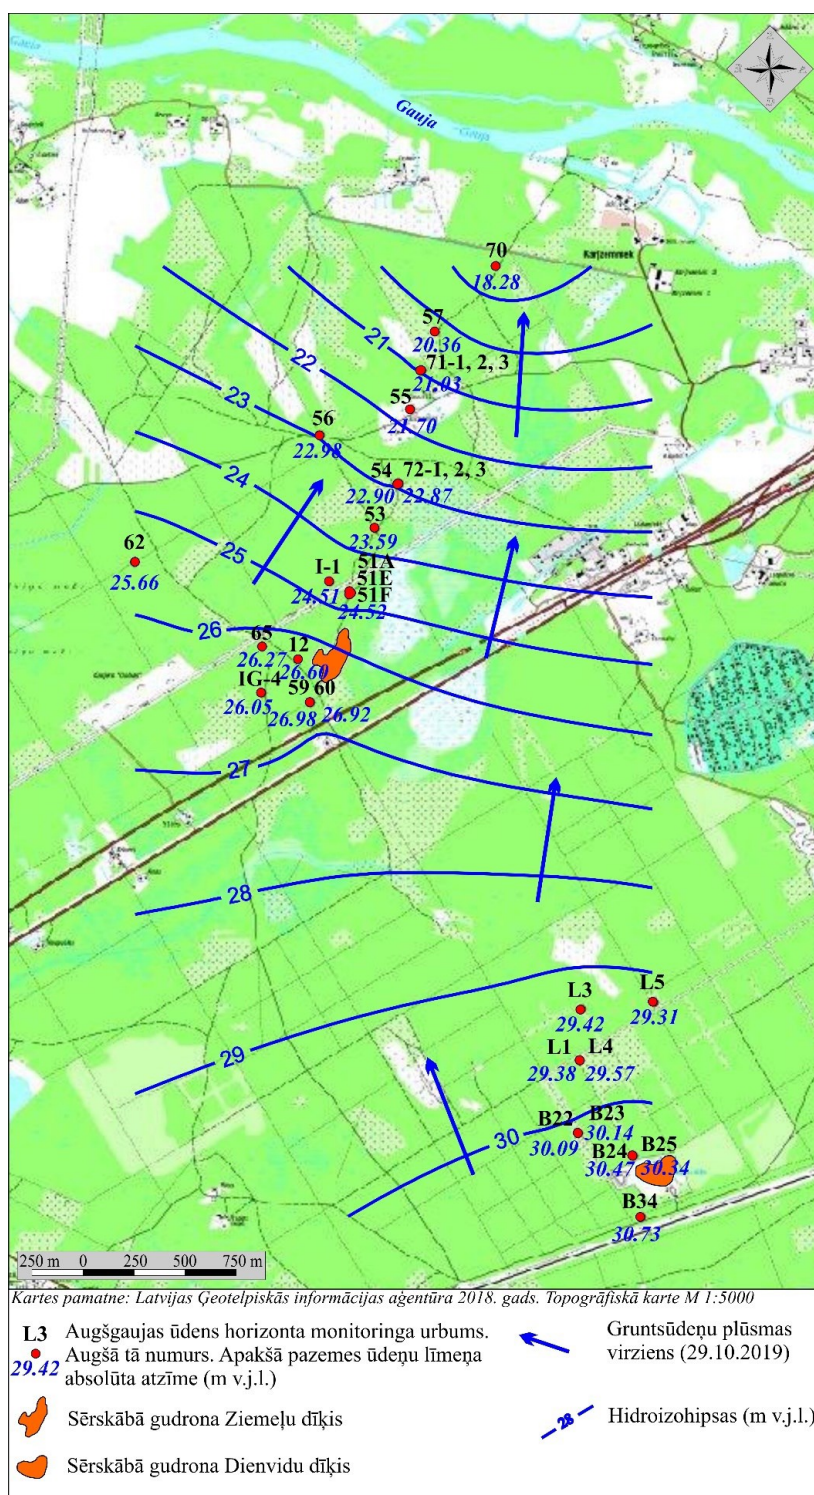 Gauja
Gauja
Gauja
70
18.28
57
20.36
21
71-1, 2, 3
21.03
22
55
21.70
23
56
22.98
54
72-1, 2, 3
22.90
22.87
24
53
23.59
62
25.66
25
I-1
24.51
51A
51E
51F
24.52
26
65
26.27
12
26.60
IG-4
26.05
59
60
26.98
26.92
27
28
L3
29.42
L5
29.31
29
L1
L4
29.38
29.57
30
B22
B23
30.09
30.14
B24
B25
30.47
30.34
B34
30.73
250 m
0
250
500
750 m
Kartes pamatne: Latvijas Ģeotelpiskās informācijas aģentūra 2018. gads. Topogrāfiskā karte M 1:5000
L3
29.42
Augšgaujas ūdens horizonta monitoringa urbums.
Augšā tā numurs. Apakšā pazemes ūdeņu līmeņa
absolūta atzīme (m v.j.l.)
Gruntsūdeņu plūsmas
virziens (29.10.2019)
Sērskābā gudrona Ziemeļu dīķis
28
Hidroizohipsas (m v.j.l.)
Sērskābā gudrona Dienvidu dīķis